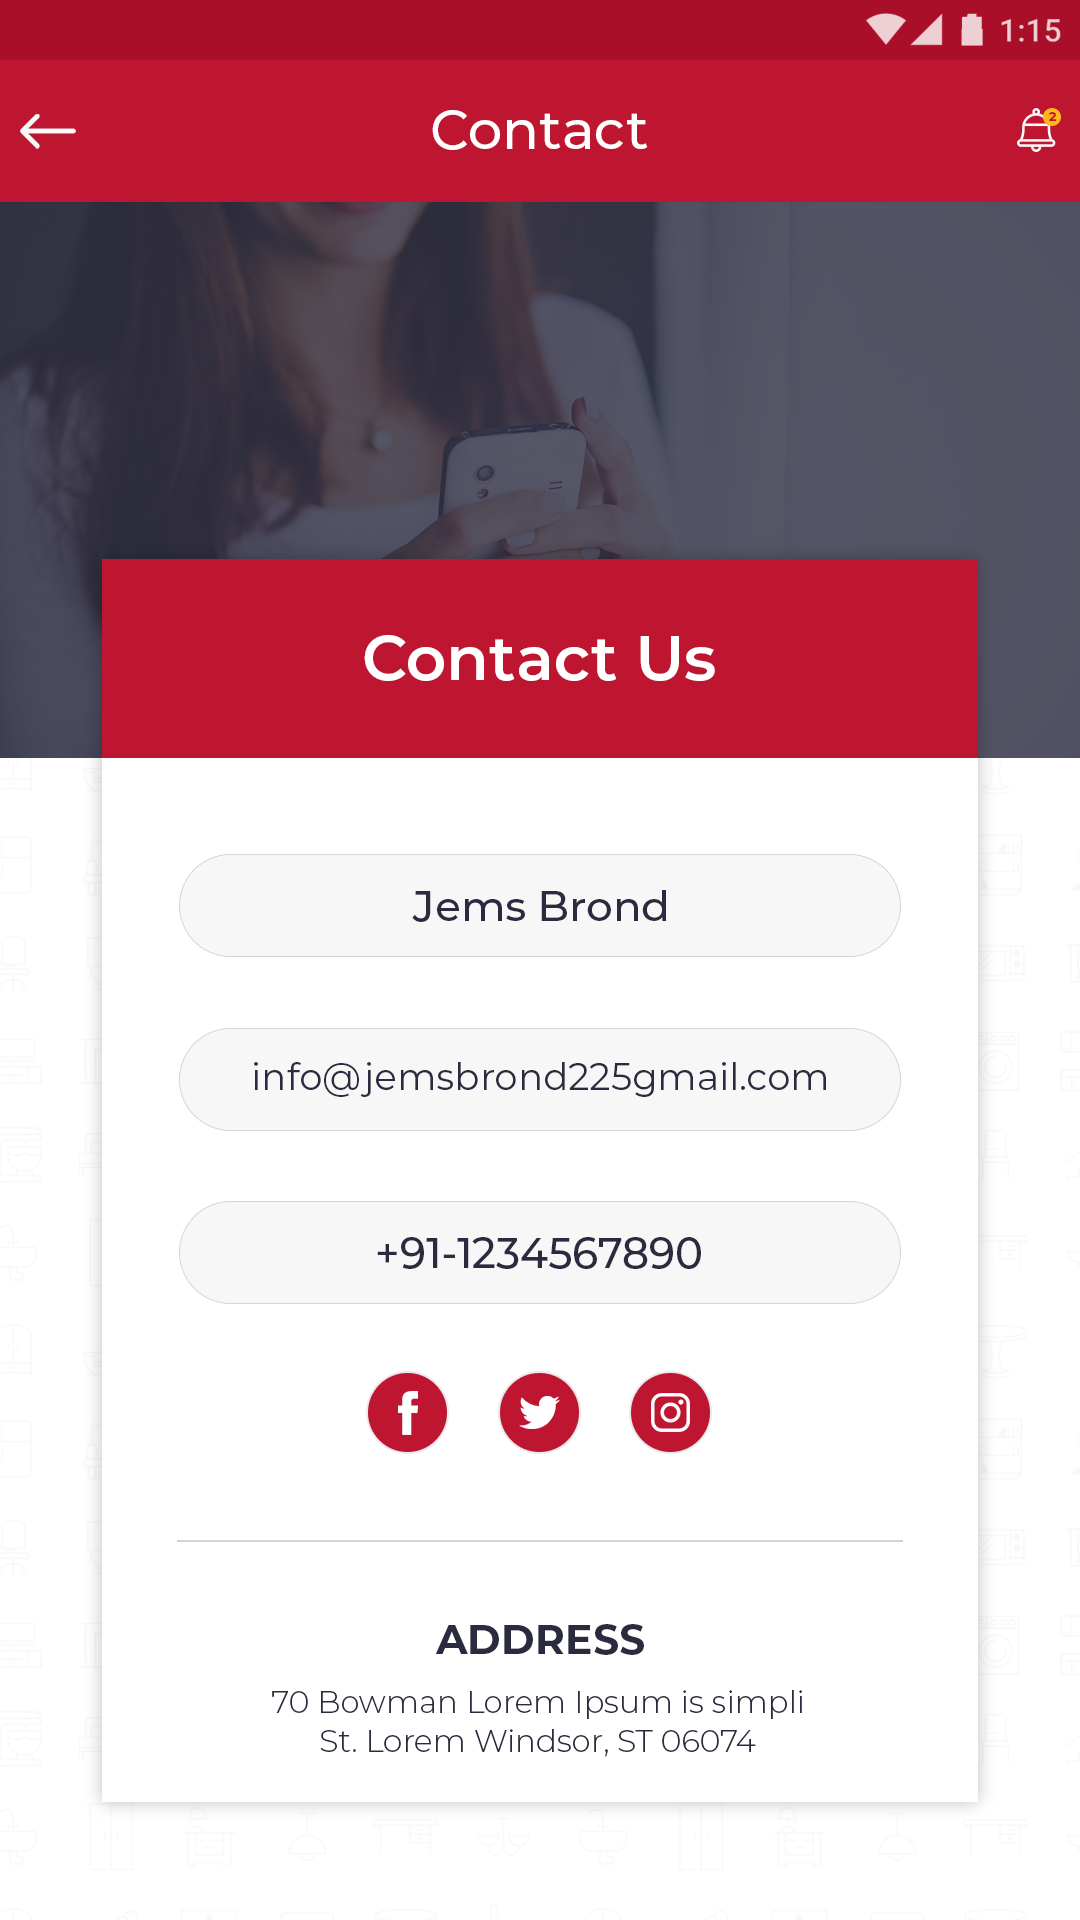 1:15
Contact
2
Contact Us
Jems Brond
info@jemsbrond225gmail.com
+91-1234567890
ADDRESS
70 Bowman Lorem Ipsum is simpli
St. Lorem Windsor, ST 06074